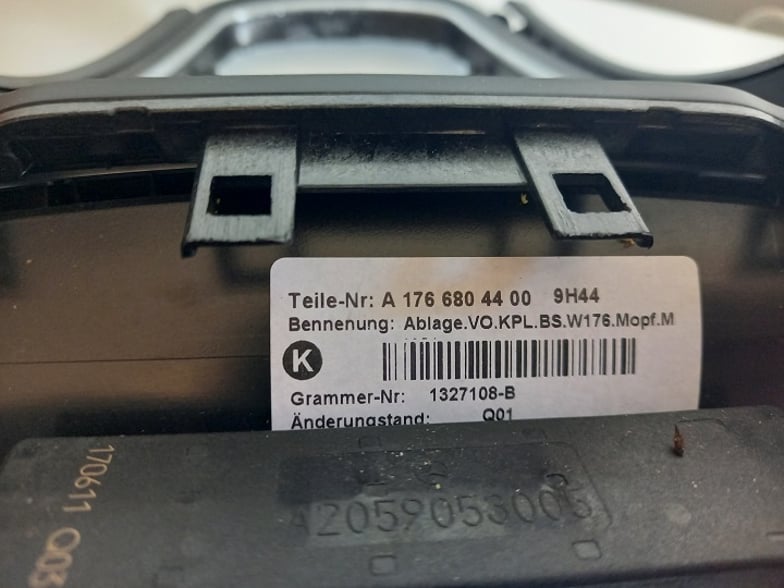 Teile-Nr: A 176 680 44 00 9H44
Bennenung: Ablage.VO.KPL.BS.W176.Mopf.M
K
Grammer-Nr: 1327108-B
Änderungstand: Q01
170611 Q03
A2059053005